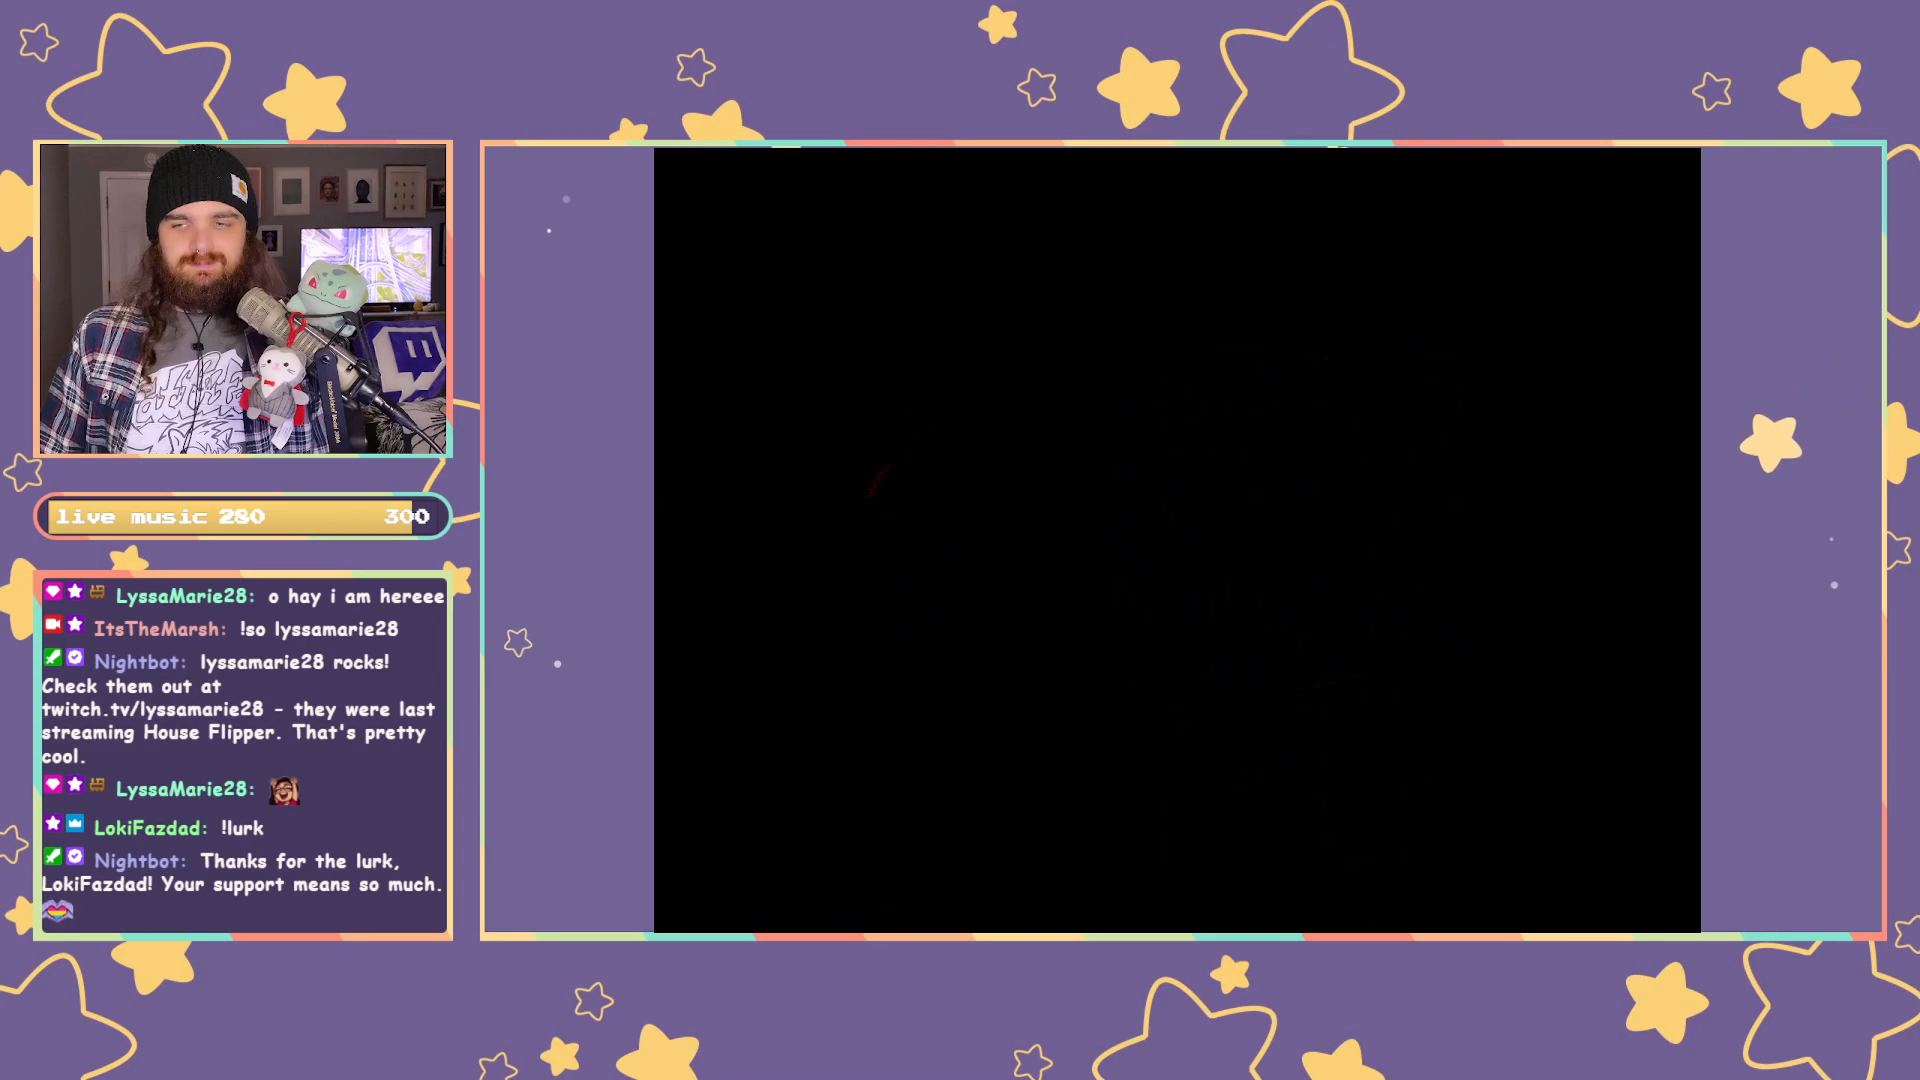 live music 280 300
LyssaMarie28: o hay i am hereee
ItsTheMarsh: !so lyssamarie28
Nightbot: lyssamarie28 rocks!
Check them out at
twitch.tv/lyssamarie28 - they were last
streaming House Flipper. That's pretty
cool.
LyssaMarie28:
LokiFazdad: !lurk
Nightbot: Thanks for the lurk,
LokiFazdad! Your support means so much.